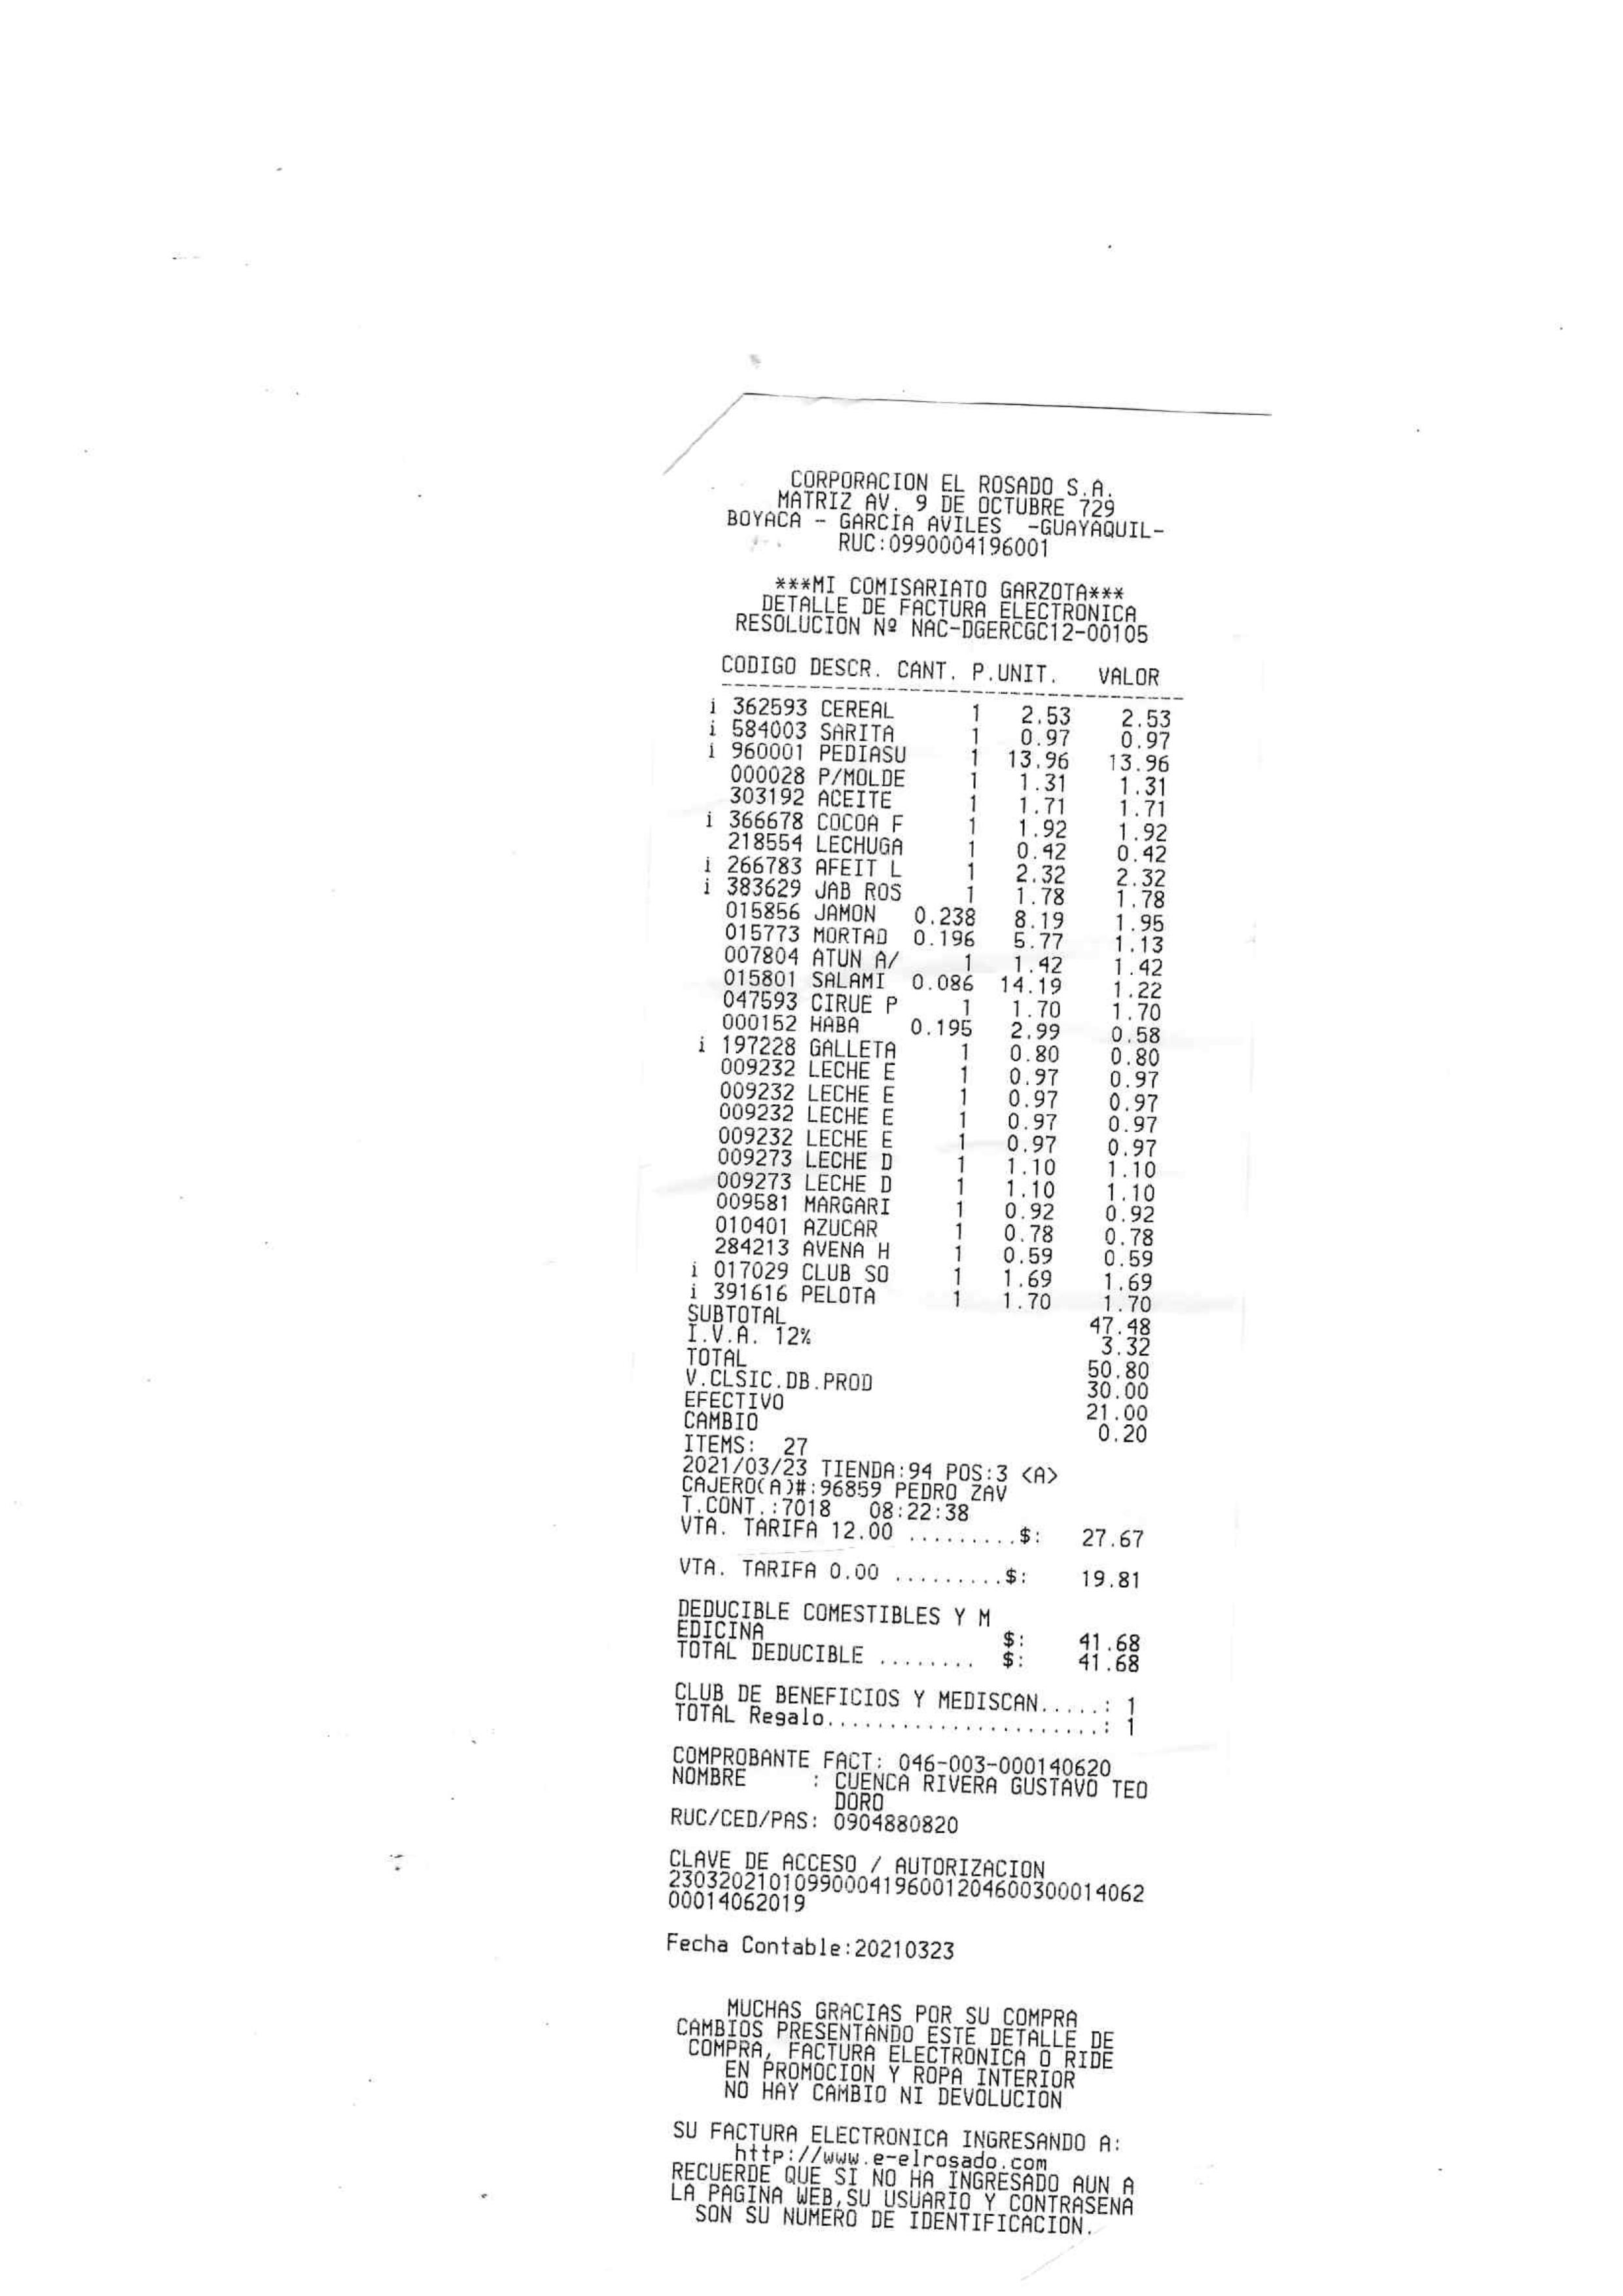 CORPORACION EL ROSADO S.A.
MATRIZ AV. 9 DE OCTUBRE 729
BOYACA - GARCIA AVILES -GUAYAQUIL-
RUC:0990004196001
***MI COMISARIATO GARZOTA***
DETALLE DE FACTURA ELECTRONICA
RESOLUCION Nº NAC-DGERCGC12-00105
CODIGO DESCR. CANT. P.UNIT. VALOR
i 362593 CEREAL 1 2.53 2.53
i 584003 SARITA 1 0.97 0.97
i 960001 PEDIASU 1 13.96 13.96
000028 P/MOLDE 1 1.31 1.31
303192 ACEITE 1 1.71 1.71
i 366678 COCOA F 1 1.92 1.92
218554 LECHUGA 1 0.42 0.42
i 266783 AFEIT L 1 2.32 2.32
i 383629 JAB ROS 1 1.78 1.78
015856 JAMON 0.238 8.19 1.95
015773 MORTAD 0.196 5.77 1.13
007804 ATUN A/ 1 1.42 1.42
015801 SALAMI 0.086 14.19 1.22
047593 CIRUE P 1 1.70 1.70
000152 HABA 0.195 2.99 0.58
i 197228 GALLETA 1 0.80 0.80
009232 LECHE E 1 0.97 0.97
009232 LECHE E 1 0.97 0.97
009232 LECHE E 1 0.97 0.97
009232 LECHE E 1 0.97 0.97
009273 LECHE D 1 1.10 1.10
009273 LECHE D 1 1.10 1.10
009581 MARGARI 1 0.92 0.92
010401 AZUCAR 1 0.78 0.78
284213 AVENA H 1 0.59 0.59
i 017029 CLUB SO 1 1.69 1.69
i 391616 PELOTA 1 1.70 1.70
SUBTOTAL 47.48
I.V.A. 12% 3.32
TOTAL 50.80
V.CLSIC.DB.PROD 30.00
EFECTIVO 21.00
CAMBIO 0.20
ITEMS: 27
2021/03/23 TIENDA:94 POS:3 <A>
CAJERO(A)#:96859 PEDRO ZAV
T.CONT.:7018 08:22:38
VTA. TARIFA 12.00 .........$: 27.67
VTA. TARIFA 0.00 .........$: 19.81
DEDUCIBLE COMESTIBLES Y M
EDICINA $: 41.68
TOTAL DEDUCIBLE ........ $: 41.68
CLUB DE BENEFICIOS Y MEDISCAN.....: 1
TOTAL Regalo......................: 1
COMPROBANTE FACT: 046-003-000140620
NOMBRE : CUENCA RIVERA GUSTAVO TEO
DORO
RUC/CED/PAS: 0904880820
CLAVE DE ACCESO / AUTORIZACION
23032021010990004196001204600300014062
00014062019
Fecha Contable:20210323
MUCHAS GRACIAS POR SU COMPRA
CAMBIOS PRESENTANDO ESTE DETALLE DE
COMPRA, FACTURA ELECTRONICA O RIDE
EN PROMOCION Y ROPA INTERIOR
NO HAY CAMBIO NI DEVOLUCION
SU FACTURA ELECTRONICA INGRESANDO A:
http://www.e-elrosado.com
RECUERDE QUE SI NO HA INGRESADO AUN A
LA PAGINA WEB,SU USUARIO Y CONTRASENA
SON SU NUMERO DE IDENTIFICACION.